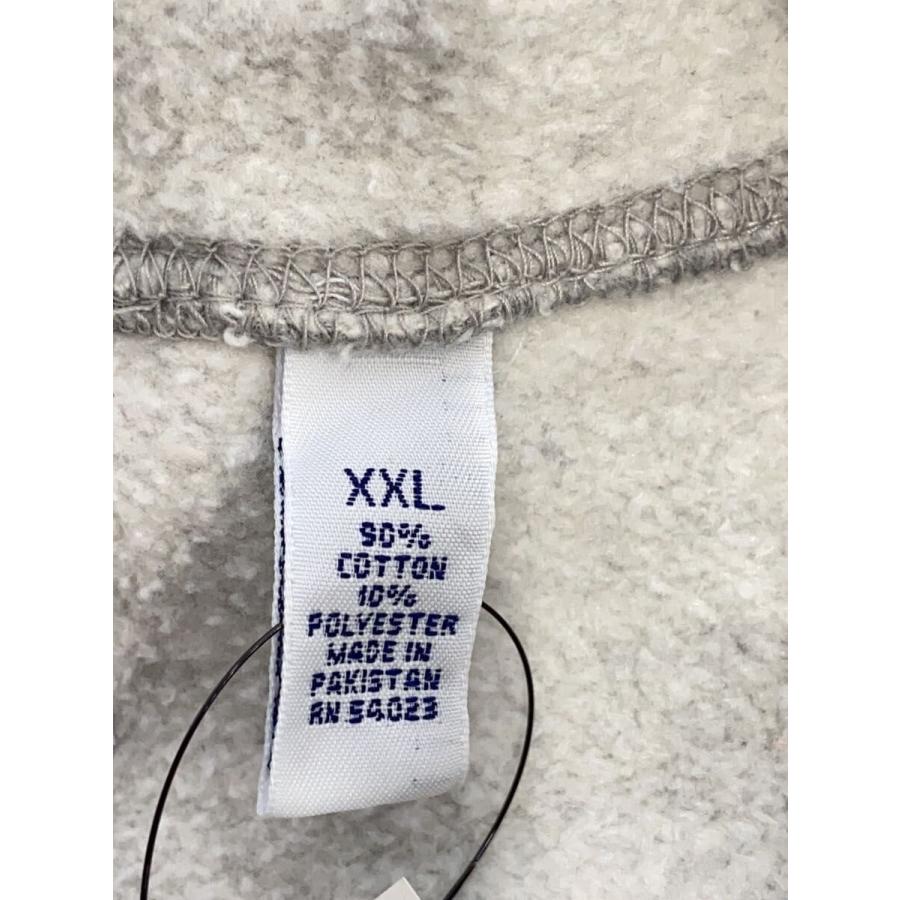 XXL
90%
COTTON
10%
POLYESTER
MADE IN
PAKISTAN
RN 54023